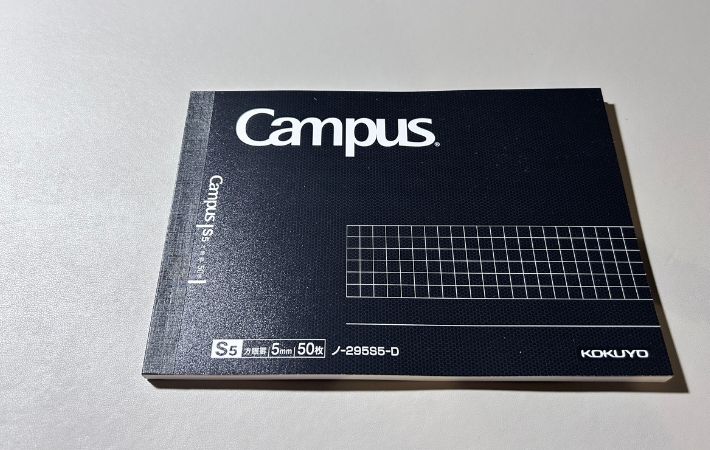 Campus®
Campus S5
S5 方眼罫 5mm 50枚 ノ-295S5-D
KOKUYO